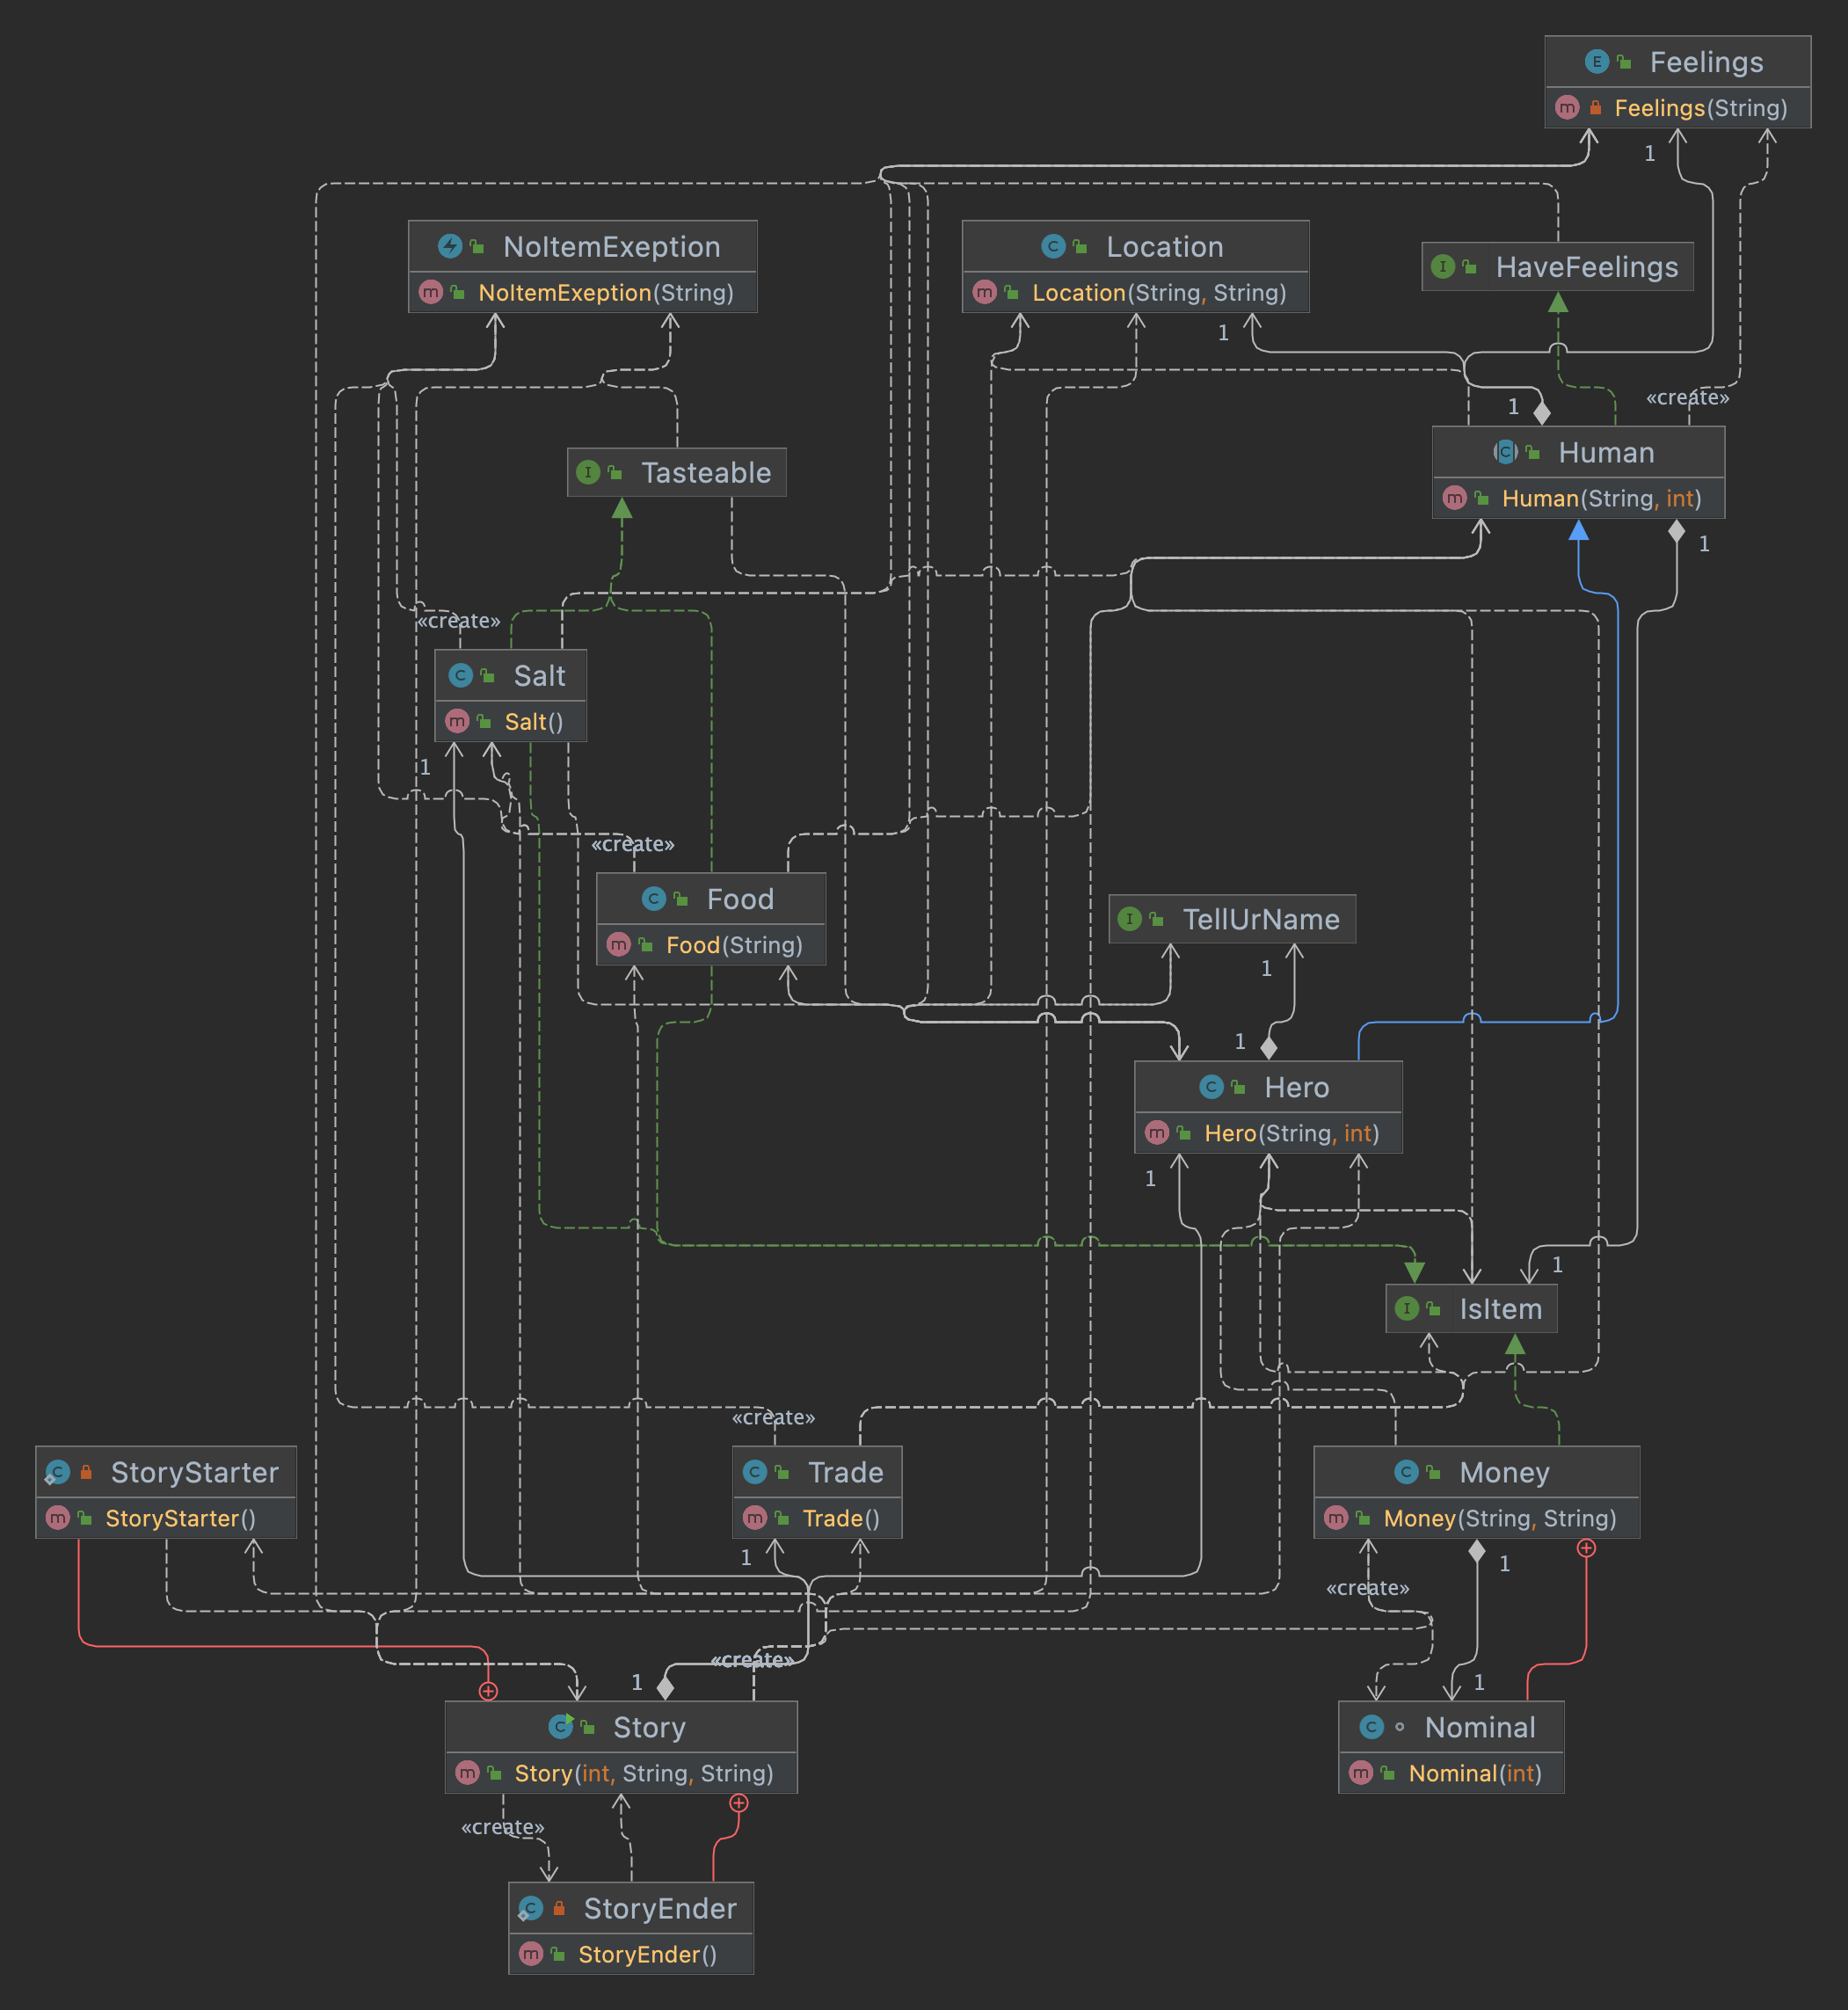 Feelings
Feelings(String)
1
NoItemExeption
NoItemExeption(String)
Location
Location(String, String)
HaveFeelings
1
«create»
1
Human
Human(String, int)
Tasteable
1
«create»
Salt
Salt()
1
«create»
Food
Food(String)
TellUrName
1
1
Hero
Hero(String, int)
1
1
IsItem
«create»
StoryStarter
StoryStarter()
Trade
Trade()
Money
Money(String, String)
1
1
«create»
«create»
1
1
Story
Story(int, String, String)
Nominal
Nominal(int)
«create»
StoryEnder
StoryEnder()